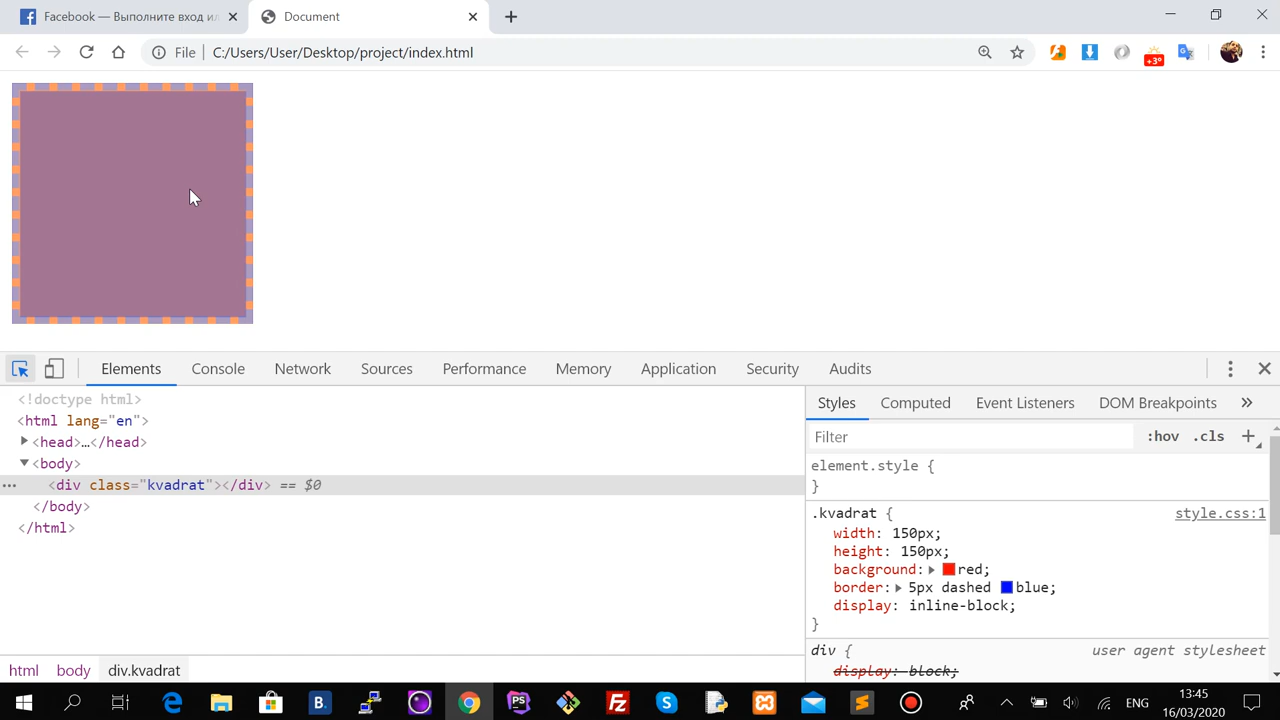 Facebook — Выполните вход ил
Document
File
C:/Users/User/Desktop/project/index.html
+3°
Elements
Console
Network
Sources
Performance
Memory
Application
Security
Audits
<!doctype html>
<html lang="en">
<head>…</head>
<body>
<div class="kvadrat"></div> == $0
</body>
</html>
html
body
div.kvadrat
Styles
Computed
Event Listeners
DOM Breakpoints
Filter
:hov
.cls
element.style {
}
.kvadrat {
style.css:1
width: 150px;
height: 150px;
background: red;
border: 5px dashed blue;
display: inline-block;
}
div {
user agent stylesheet
display: block;
B.
PS
Fz
ENG
13:45
16/03/2020